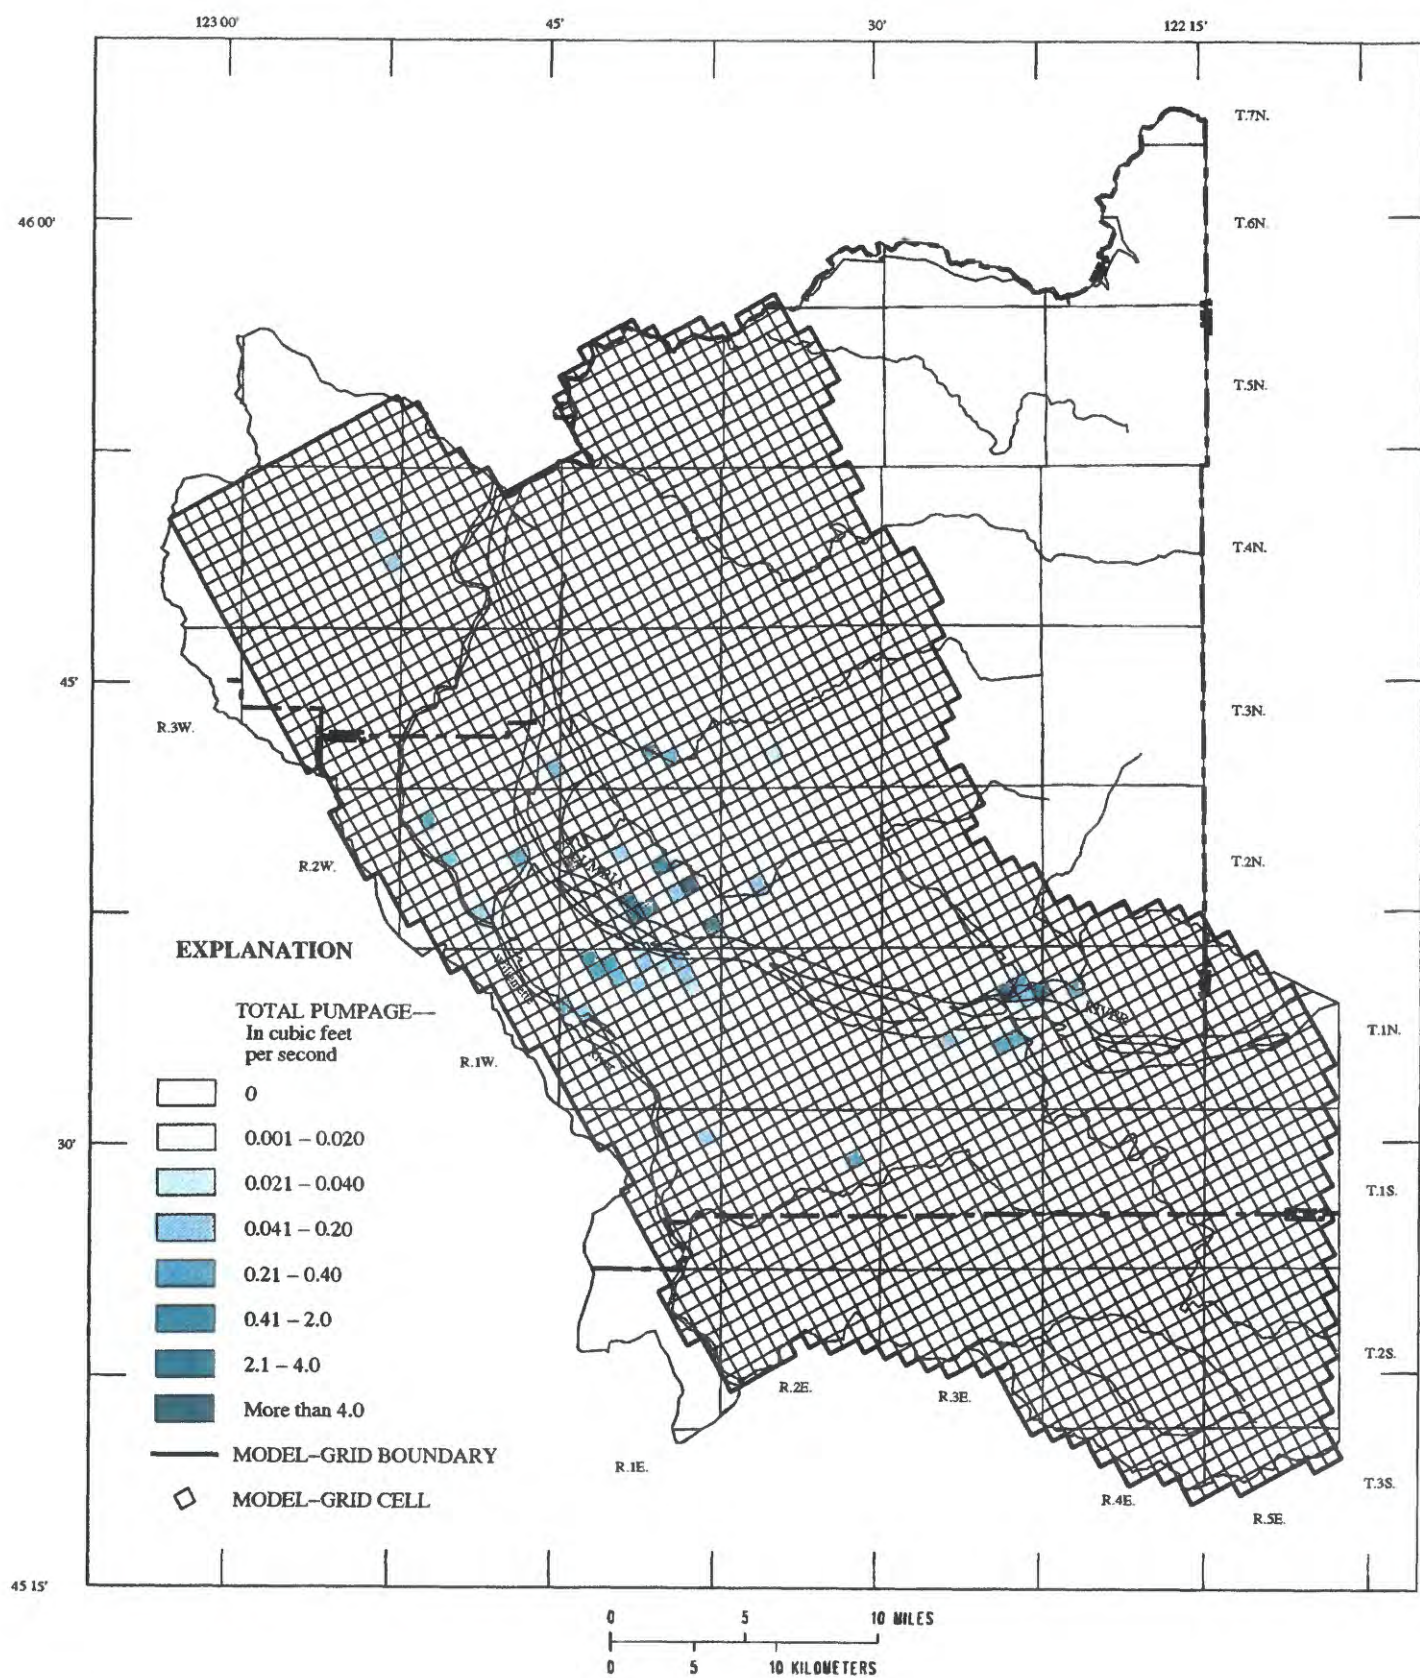 123 00'
45'
30'
122 15'
T.7N.
46 00'
T.6N.
T.5N.
T.4N.
45'
T.3N.
R.3W.
R.2W.
T.2N.
COLUMBIA
EXPLANATION
Willamette
TOTAL PUMPAGE—
In cubic feet
per second
RIVER
T.1N.
River
R.1W.
0
0.001 – 0.020
30'
0.021 – 0.040
T.1S.
0.041 – 0.20
0.21 – 0.40
0.41 – 2.0
T.2S.
2.1 – 4.0
R.2E.
R.3E.
More than 4.0
MODEL–GRID BOUNDARY
R.1E.
T.3S.
MODEL–GRID CELL
R.4E.
R.5E.
45 15'
0 5 10 MILES
0 5 10 KILOMETERS